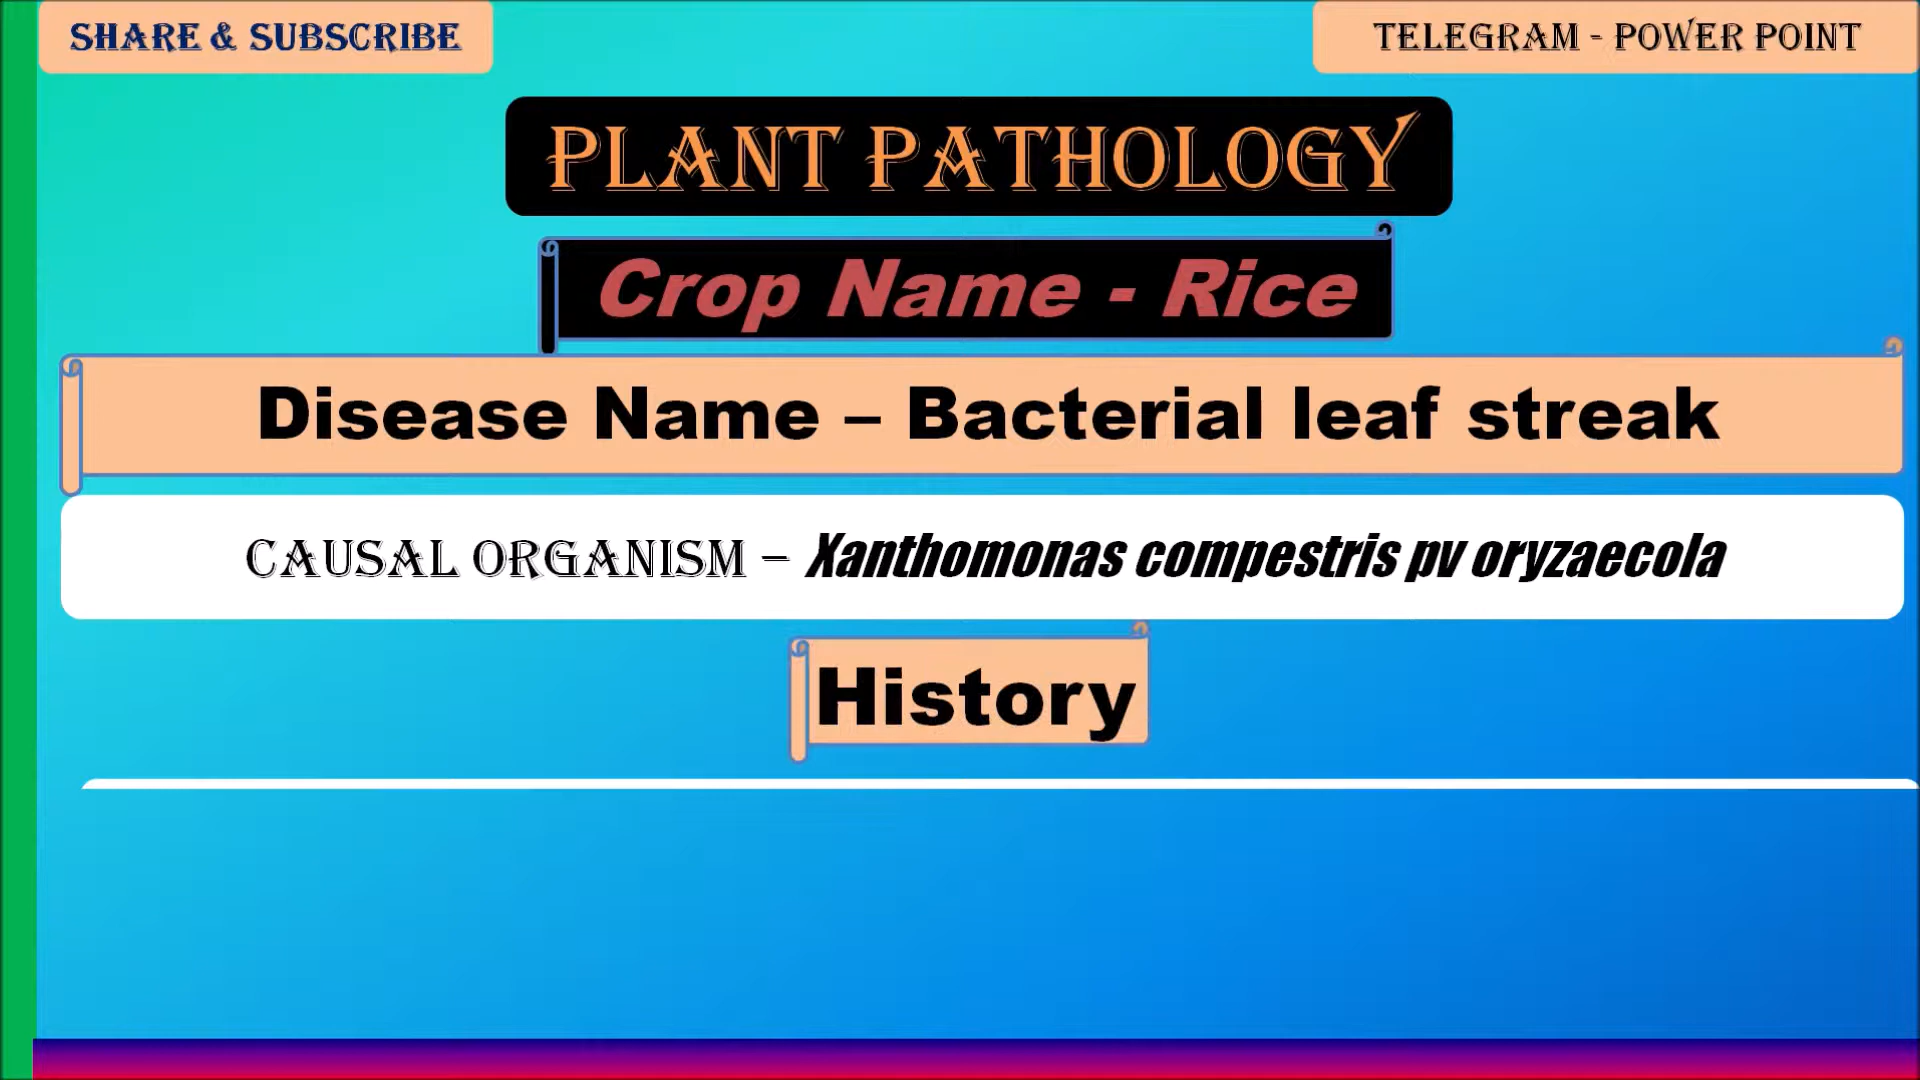 SHARE & SUBSCRIBE
TELEGRAM - POWER POINT
PLANT PATHOLOGY
Crop Name - Rice
Disease Name – Bacterial leaf streak
CAUSAL ORGANISM – Xanthomonas compestris pv oryzaecola
History